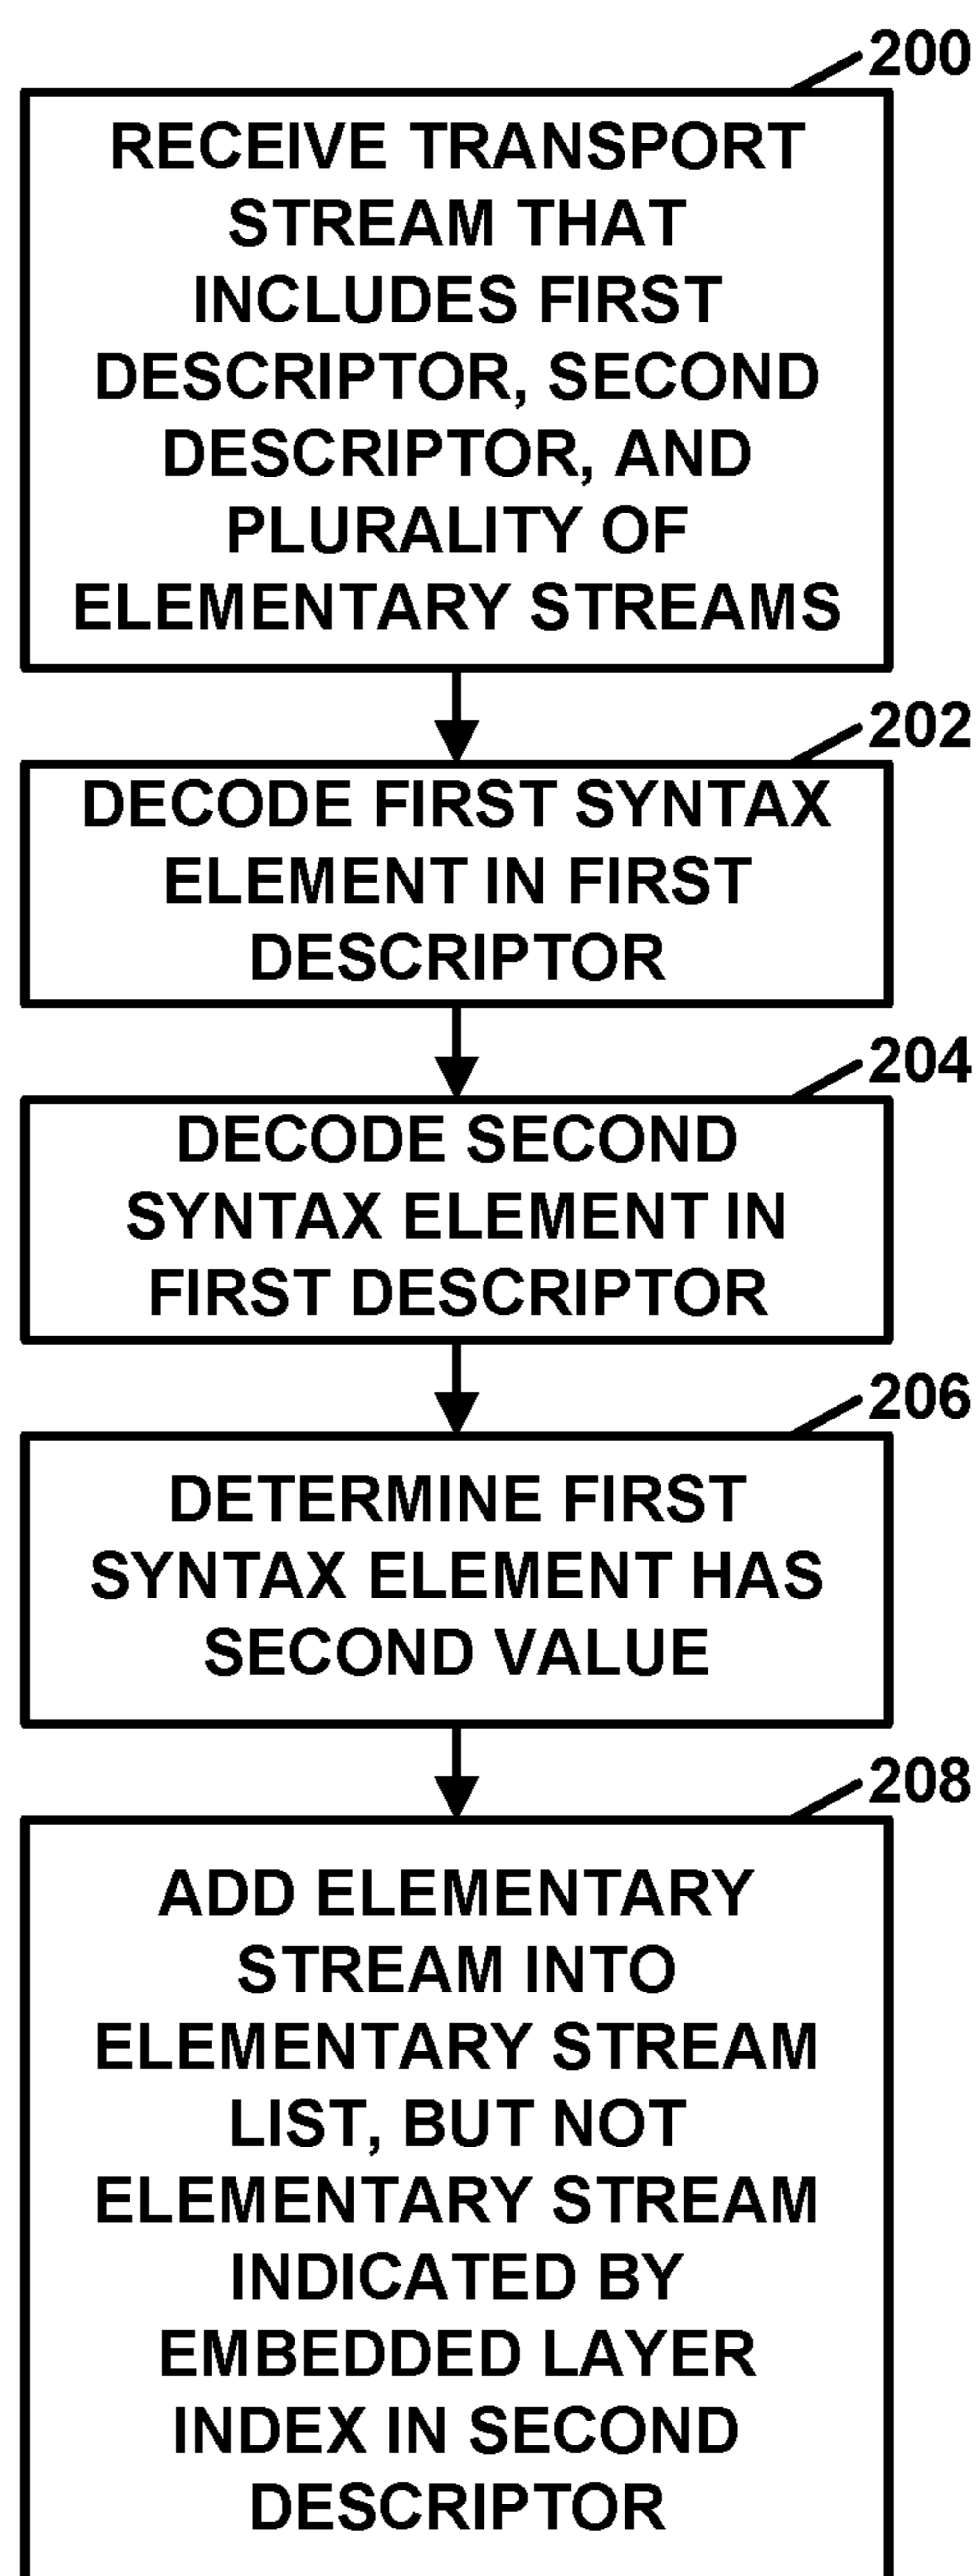 200
RECEIVE TRANSPORT
STREAM THAT
INCLUDES FIRST
DESCRIPTOR, SECOND
DESCRIPTOR, AND
PLURALITY OF
ELEMENTARY STREAMS
202
DECODE FIRST SYNTAX
ELEMENT IN FIRST
DESCRIPTOR
204
DECODE SECOND
SYNTAX ELEMENT IN
FIRST DESCRIPTOR
206
DETERMINE FIRST
SYNTAX ELEMENT HAS
SECOND VALUE
208
ADD ELEMENTARY
STREAM INTO
ELEMENTARY STREAM
LIST, BUT NOT
ELEMENTARY STREAM
INDICATED BY
EMBEDDED LAYER
INDEX IN SECOND
DESCRIPTOR